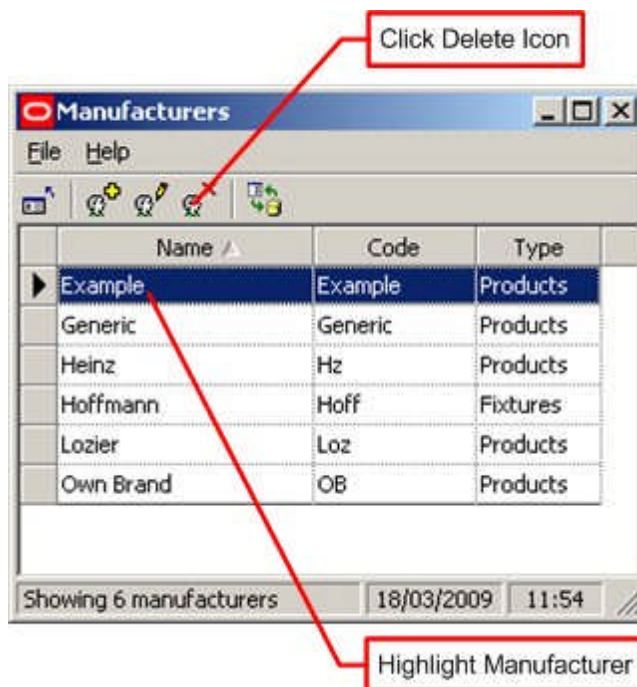 Click Delete Icon
Manufacturers
File Help
Name Code Type
Example Example Products
Generic Generic Products
Heinz Hz Products
Hoffmann Hoff Fixtures
Lozier Loz Products
Own Brand OB Products
Showing 6 manufacturers 18/03/2009 11:54
Highlight Manufacturer